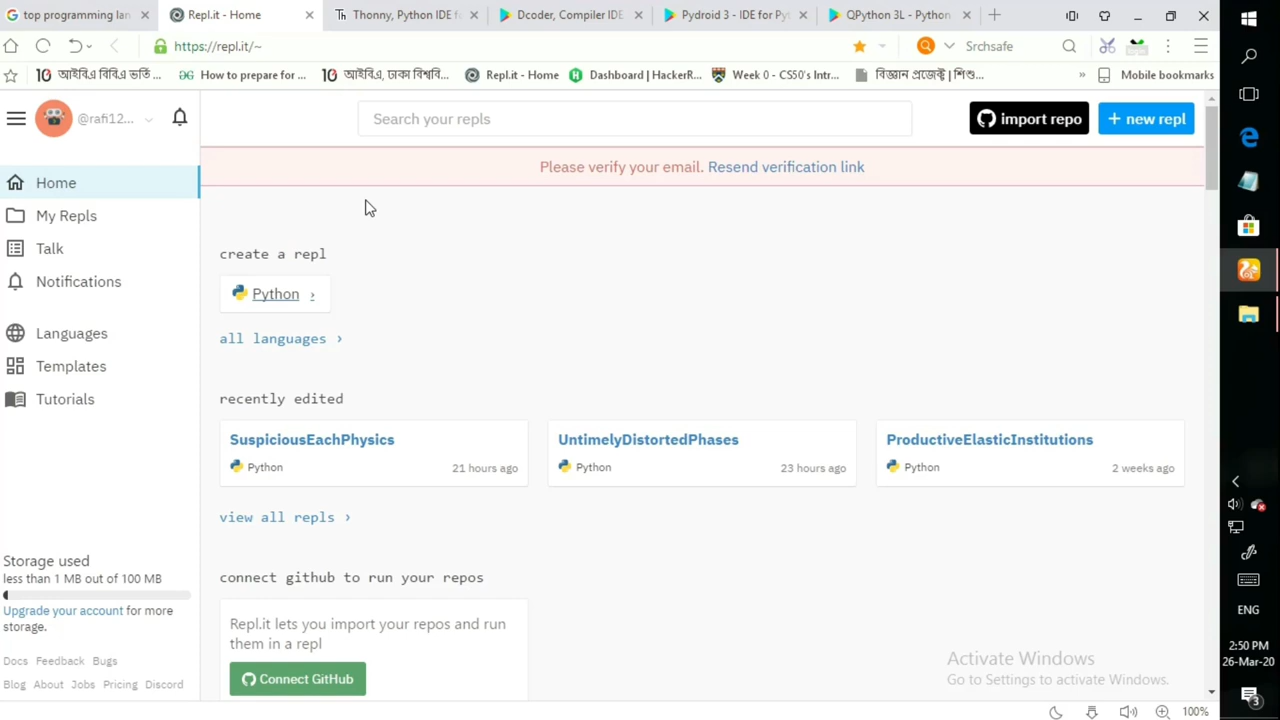 top programming lan
Repl.it - Home
Thonny, Python IDE f
Dcoder, Compiler IDE
Pydroid 3 - IDE for Py
QPython 3L - Python
https://repl.it/~
Srchsafe
আইবিএ বিবিএ ভর্তি ...
How to prepare for ...
আইবিএ, ঢাকা বিশ্ববি...
Repl.it - Home
Dashboard | HackerR...
Week 0 - CS50's Intr...
বিজ্ঞান প্রজেক্ট | শিশু...
Mobile bookmarks
@rafi12...
Search your repls
import repo
+ new repl
Please verify your email. Resend verification link
Home
My Repls
Talk
Notifications
Languages
Templates
Tutorials
create a repl
Python ›
all languages ›
recently edited
SuspiciousEachPhysics
Python
21 hours ago
UntimelyDistortedPhases
Python
23 hours ago
ProductiveElasticInstitutions
Python
2 weeks ago
view all repls ›
connect github to run your repos
Repl.it lets you import your repos and run
them in a repl
Connect GitHub
Storage used
less than 1 MB out of 100 MB
Upgrade your account for more
storage.
Docs Feedback Bugs
Blog About Jobs Pricing Discord
Activate Windows
Go to Settings to activate Windows.
100%
ENG
2:50 PM
26-Mar-20
3